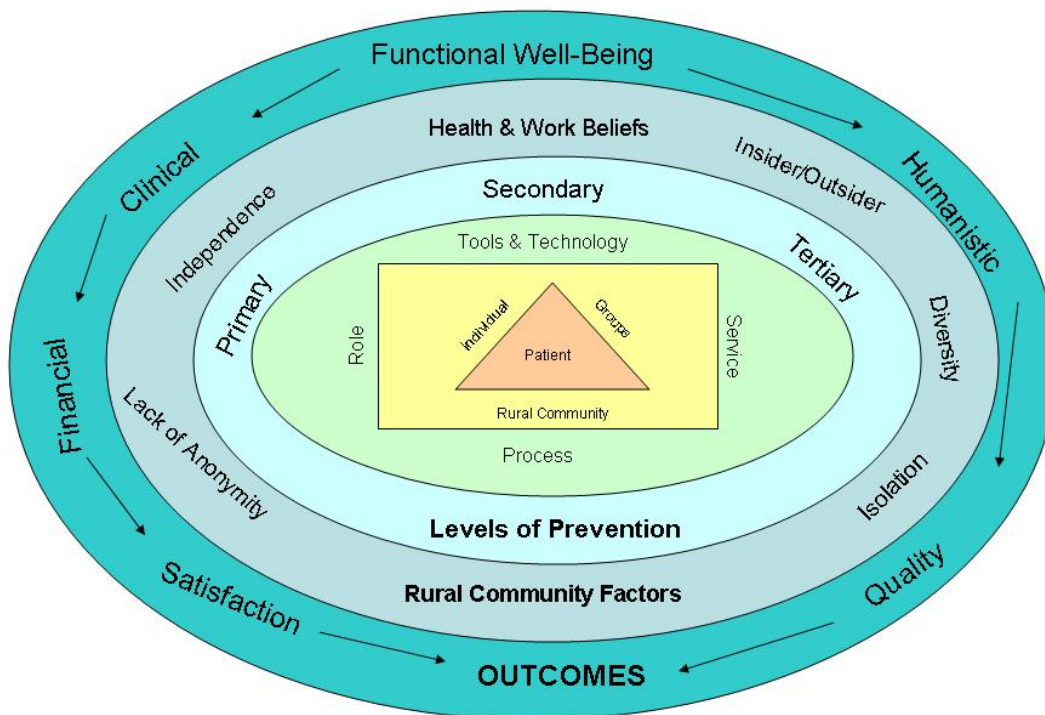 Functional Well-Being
Clinical
Humanistic
Financial
Satisfaction
Quality
OUTCOMES
Health & Work Beliefs
Insider/Outsider
Independence
Diversity
Lack of Anonymity
Isolation
Rural Community Factors
Secondary
Primary
Tertiary
Levels of Prevention
Tools & Technology
Role
Service
Process
Individual
Groups
Patient
Rural Community